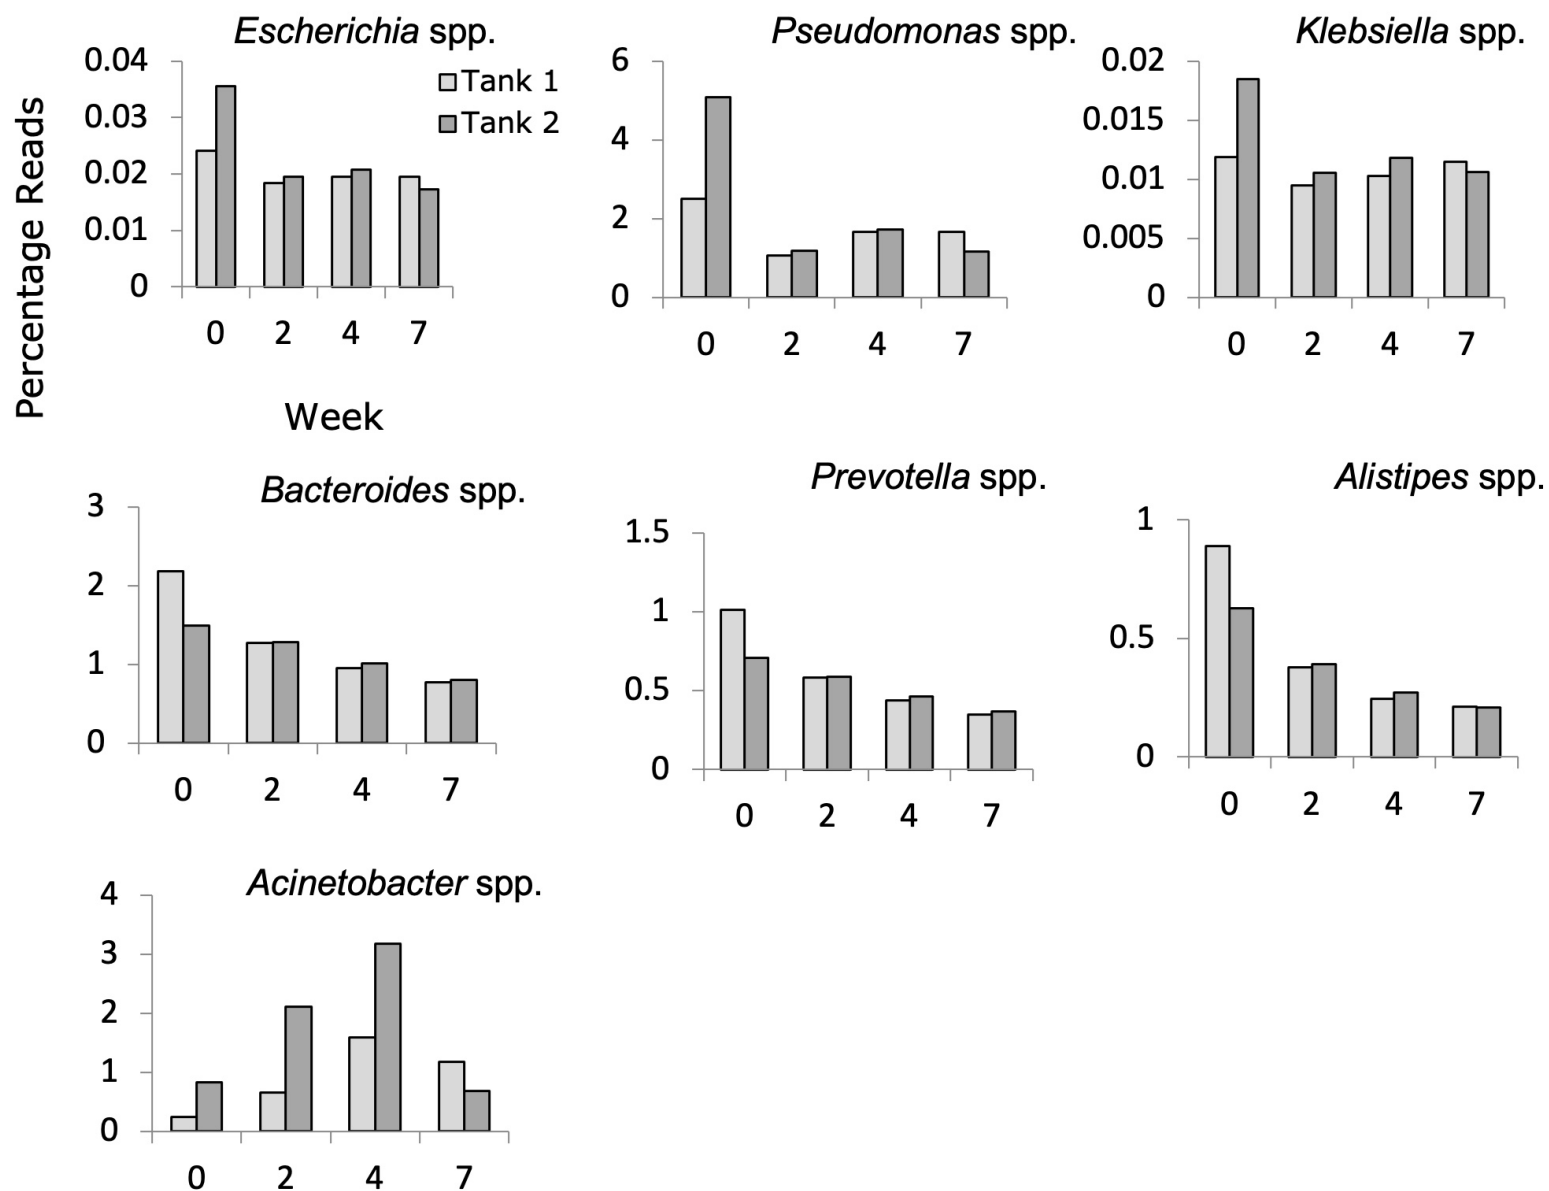 Escherichia spp.
Percentage Reads
0.04
0.03
0.02
0.01
0
Tank 1
Tank 2
0 2 4 7
Week
Pseudomonas spp.
6
4
2
0
0 2 4 7
Klebsiella spp.
0.02
0.015
0.01
0.005
0
0 2 4 7
Bacteroides spp.
3
2
1
0
0 2 4 7
Prevotella spp.
1.5
1
0.5
0
0 2 4 7
Alistipes spp.
1
0.5
0
0 2 4 7
Acinetobacter spp.
4
3
2
1
0
0 2 4 7